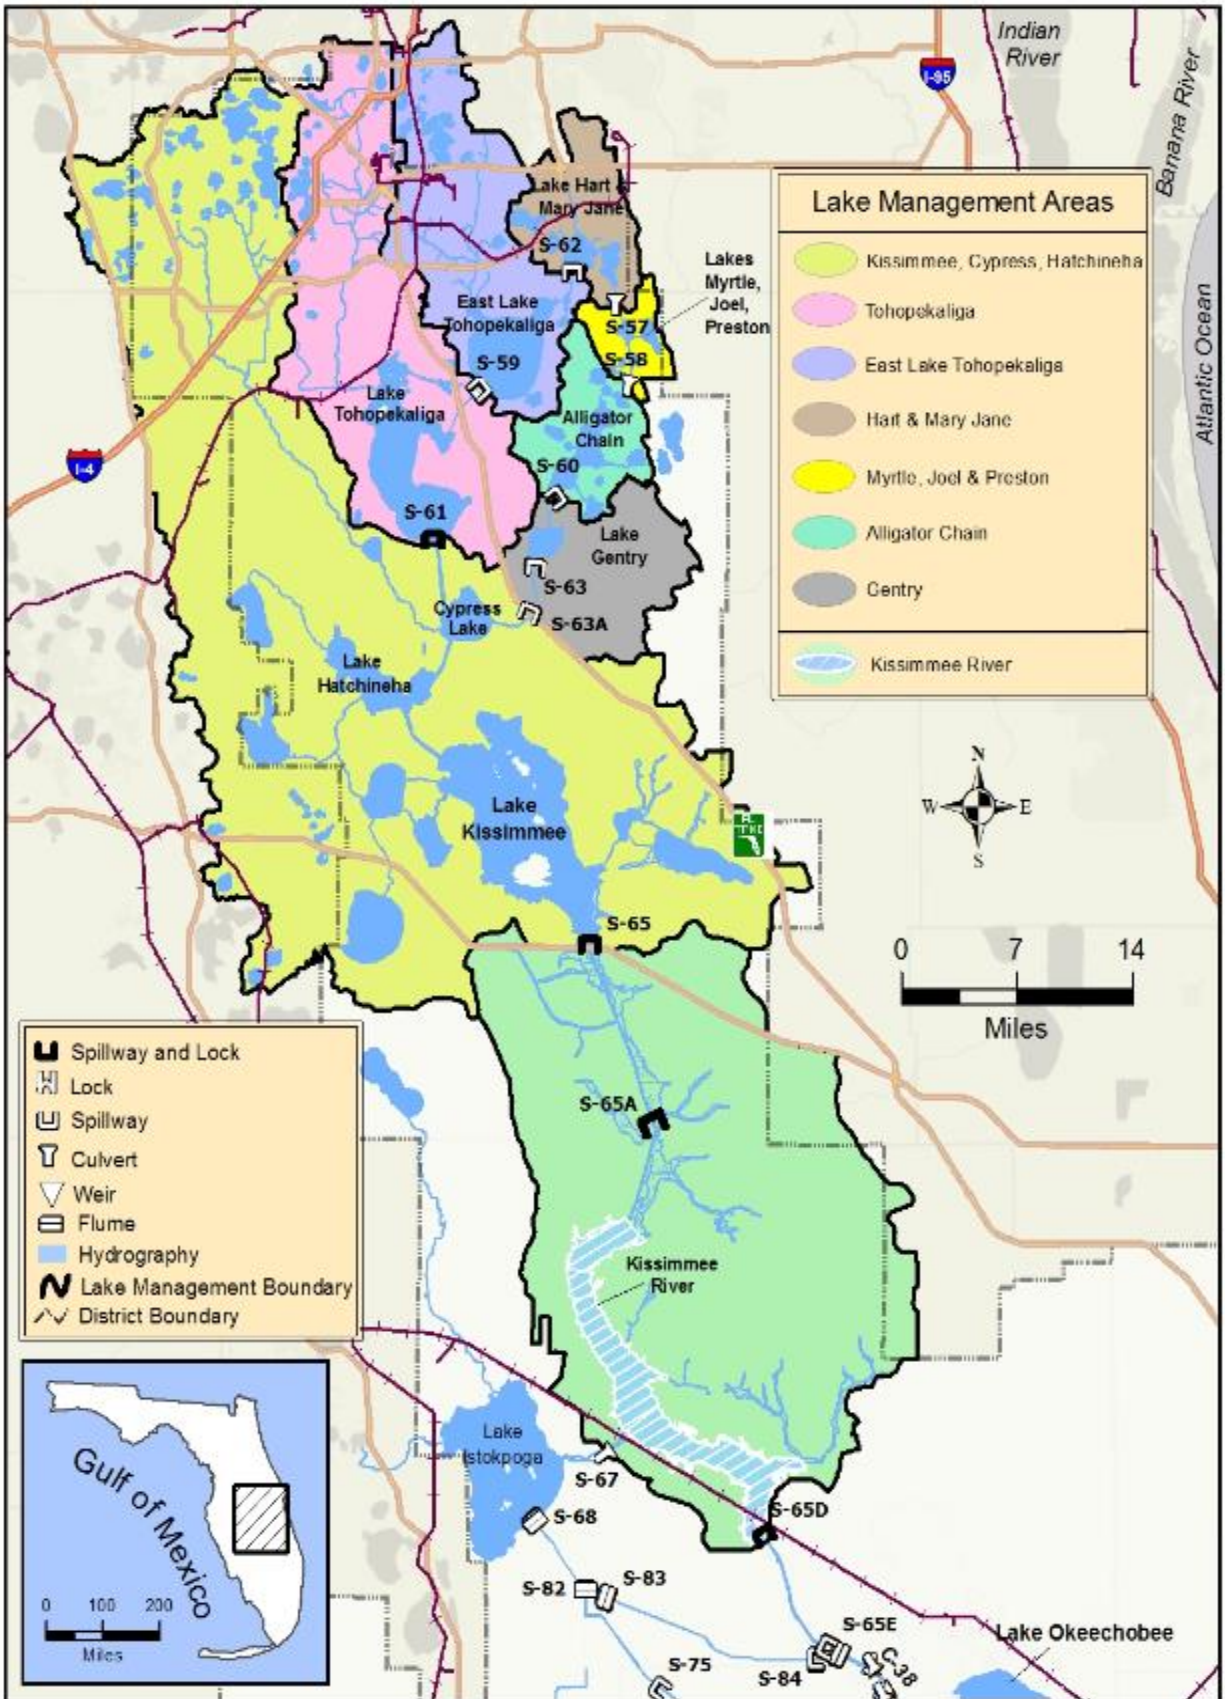 Indian
River
I-95
Banana River
Lake Management Areas
Kissimmee, Cypress, Hatchineha
Tohopekaliga
East Lake Tohopekaliga
Hart & Mary Jane
Myrtle, Joel & Preston
Alligator Chain
Gentry
Kissimmee River
Atlantic Ocean
Lake Hart
Mary Jane
S-62
Lakes
Myrtle,
Joel,
Preston
East Lake
Tohopekaliga
S-57
S-58
S-59
Lake
Tohopekaliga
Alligator
Chain
I-4
S-60
S-61
Lake
Gentry
S-63
Cypress
Lake
S-63A
Lake
Hatchineha
N
W
E
S
Lake
Kissimmee
S-65
0 7 14
Miles
Spillway and Lock
Lock
Spillway
Culvert
Weir
Flume
Hydrography
Lake Management Boundary
District Boundary
S-65A
Kissimmee
River
Gulf of Mexico
0 100 200
Miles
Lake
Istokpoga
S-67
S-68
S-65D
S-82
S-83
S-65E
S-84
C-38
S-75
Lake Okeechobee